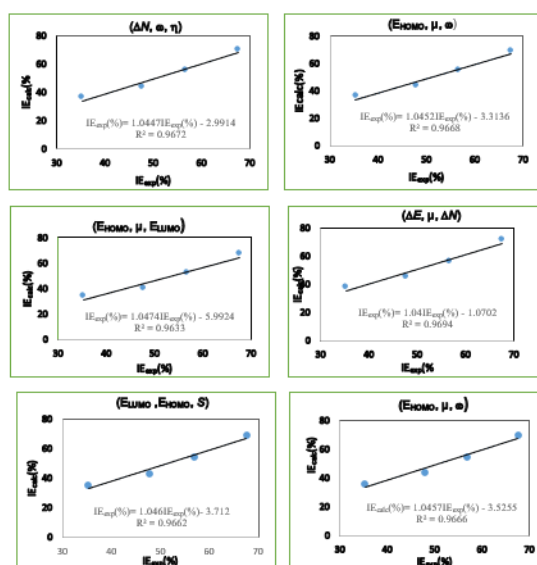 (ΔN, ω, η)
80
60
40
20
0
IEcalc(%
IEexp(%)= 1.0447IEexp(%) - 2.9914
R² = 0.9672
30 40 50 60 70
IEexp(%)
(EHOMO, μ, ω)
80
60
40
20
0
IEcalc(%)
IEexp(%)= 1.0452IEexp(%) - 3.3136
R² = 0.9668
30 40 50 60 70
IEexp(%)
(EHOMO, μ, ELUMO)
80
60
40
20
0
IEcalc(%)
IEexp(%)= 1.0474IEexp(%) - 5.9924
R² = 0.9633
30 40 50 60 70
IEexp(%)
(ΔE, μ, ΔN)
80
60
40
20
0
IEcalc(%)
IEexp(%)= 1.04IEexp(%) - 1.0702
R² = 0.9694
30 40 50 60 70
IEexp(%
(ELUMO ,EHOMO, S)
80
60
40
20
0
IEcalc(%)
IEexp(%)= 1.046IEexp(%) - 3.712
R² = 0.9662
30 40 50 60 70
IEexp(%)
(EHOMO, μ, ω)
80
60
40
20
0
IEcalc(%)
IEcalc(%)= 1.0457IEexp(%) - 3.5255
R² = 0.9666
30 40 50 60 70
IEexp(%)